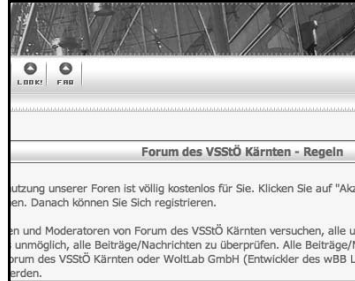 LOOK! FAQ
Forum des VSStÖ Kärnten - Regeln
utzung unserer Foren ist völlig kostenlos für Sie. Klicken Sie auf "Akz
en. Danach können Sie Sich registrieren.
en und Moderatoren von Forum des VSStÖ Kärnten versuchen, alle u
unmöglich, alle Beiträge/Nachrichten zu überprüfen. Alle Beiträge/
orum des VSStÖ Kärnten oder WoltLab GmbH (Entwickler des wBB L
erden.